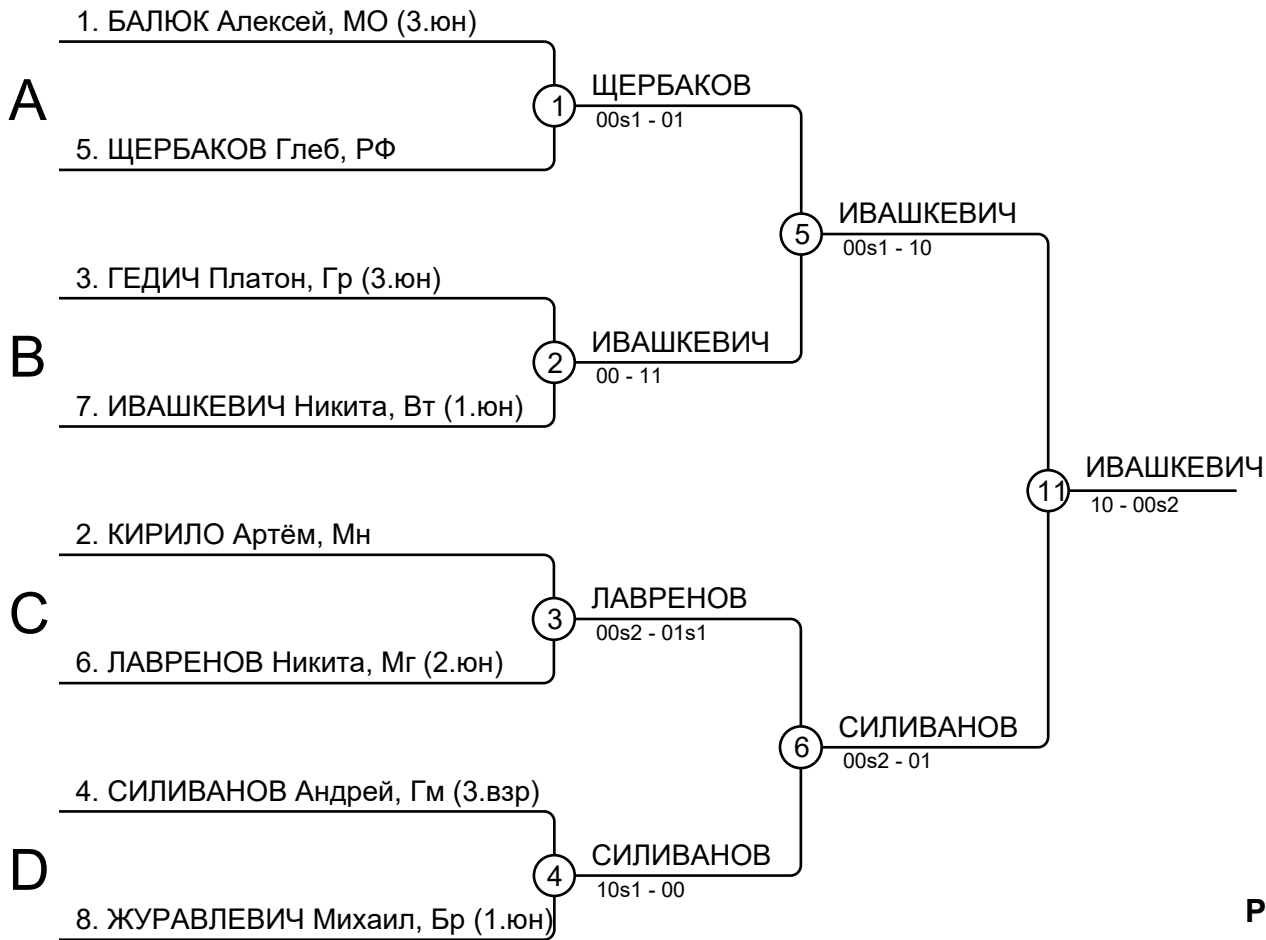 1. БАЛЮК Алексей, МО (3.юн)
A
1
ЩЕРБАКОВ
00s1 - 01
5. ЩЕРБАКОВ Глеб, РФ
5
ИВАШКЕВИЧ
00s1 - 10
3. ГЕДИЧ Платон, Гр (3.юн)
B
2
ИВАШКЕВИЧ
00 - 11
7. ИВАШКЕВИЧ Никита, Вт (1.юн)
11
ИВАШКЕВИЧ
10 - 00s2
2. КИРИЛО Артём, Мн
C
3
ЛАВРЕНОВ
00s2 - 01s1
6. ЛАВРЕНОВ Никита, Мг (2.юн)
6
СИЛИВАНОВ
00s2 - 01
4. СИЛИВАНОВ Андрей, Гм (3.взр)
D
4
СИЛИВАНОВ
10s1 - 00
8. ЖУРАВЛЕВИЧ Михаил, Бр (1.юн)
P